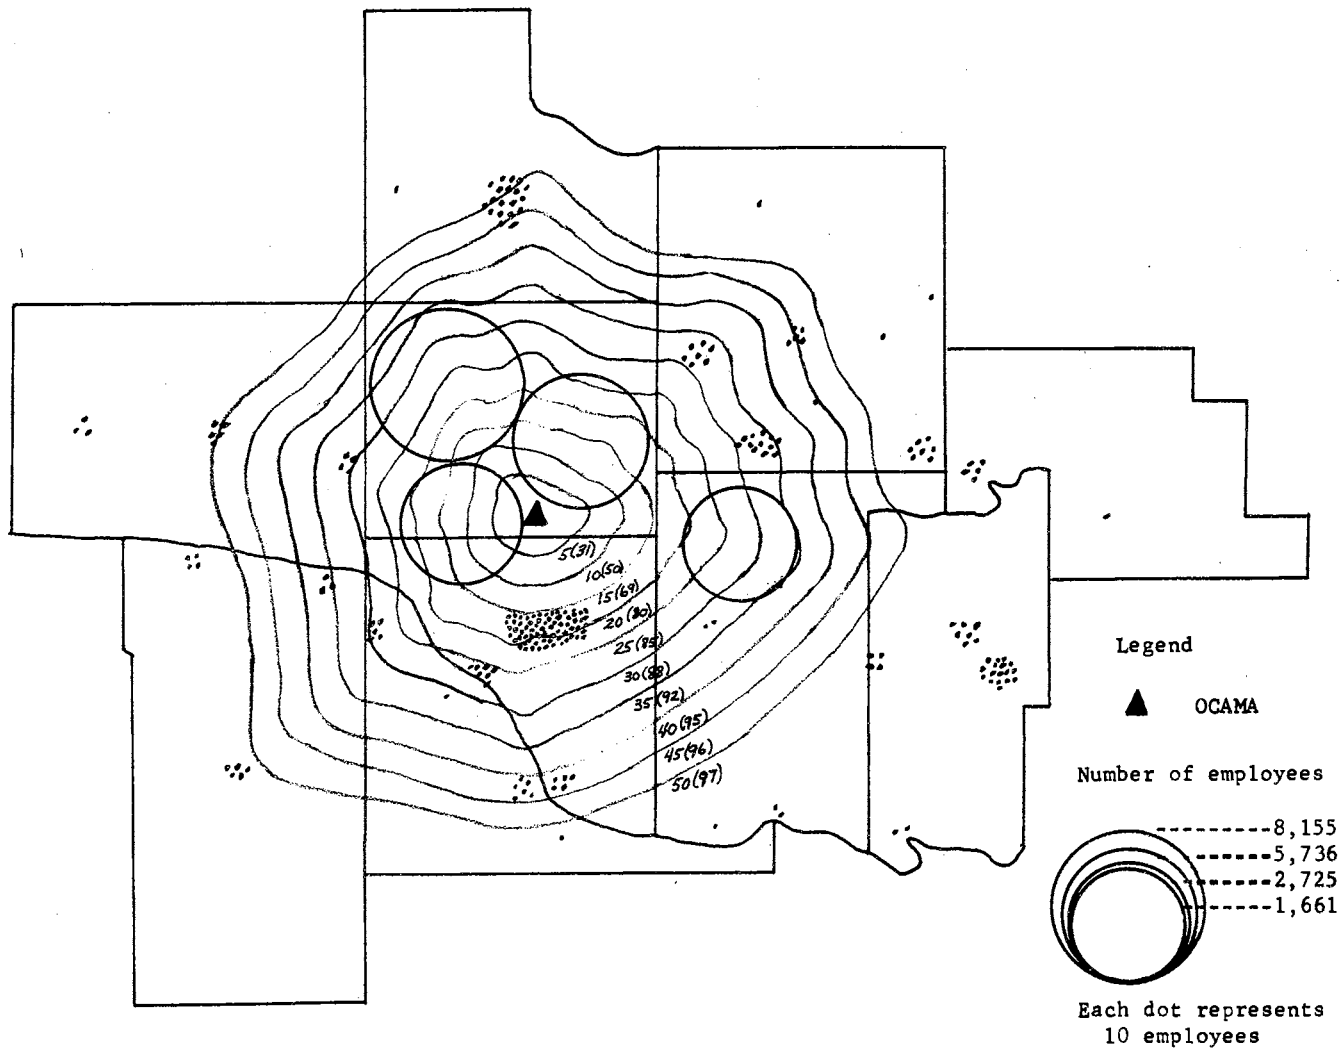 5(31)
10(50)
15(69)
20(80)
25(85)
30(88)
35(92)
40(95)
45(96)
50(97)
Legend
OCAMA
Number of employees
8,155
5,736
2,725
1,661
Each dot represents
10 employees